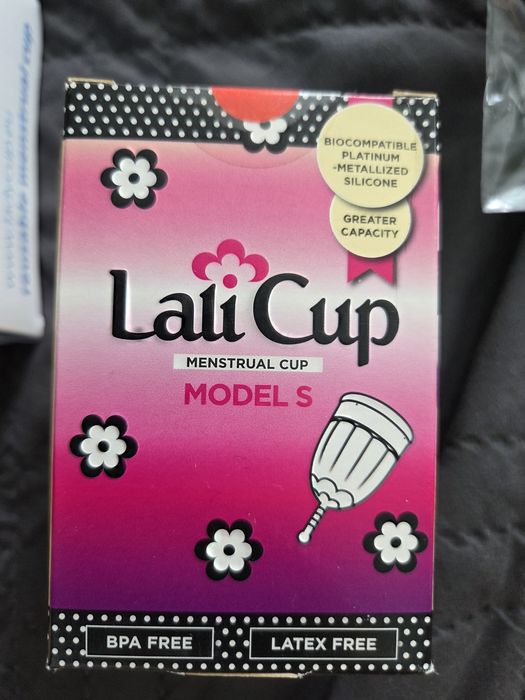 BIOCOMPATIBLE
PLATINUM
-METALLIZED
SILICONE
GREATER
CAPACITY
Lali Cup
MENSTRUAL CUP
MODEL S
BPA FREE
LATEX FREE